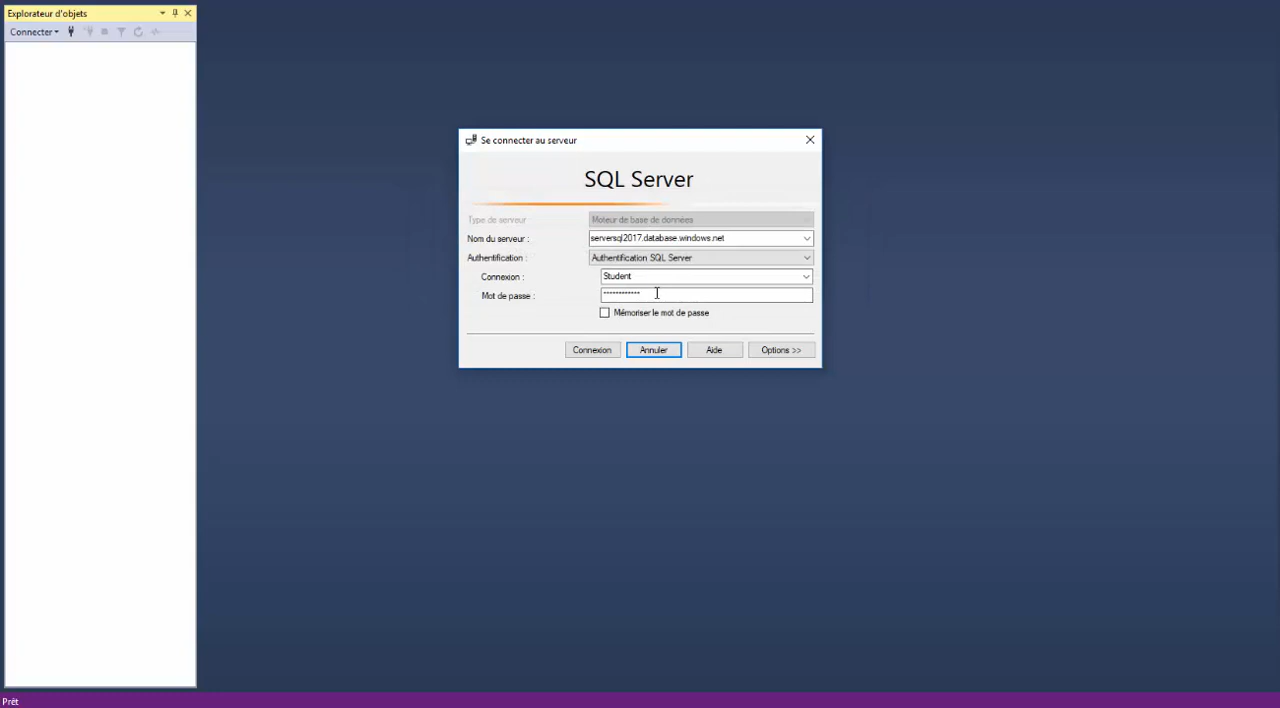 Explorateur d'objets
Connecter
Se connecter au serveur
SQL Server
Type de serveur : Moteur de base de données
Nom du serveur : serversql2017.database.windows.net
Authentification : Authentification SQL Server
Connexion : Student
Mot de passe : ************
Mémoriser le mot de passe
Connexion Annuler Aide Options >>
Prêt